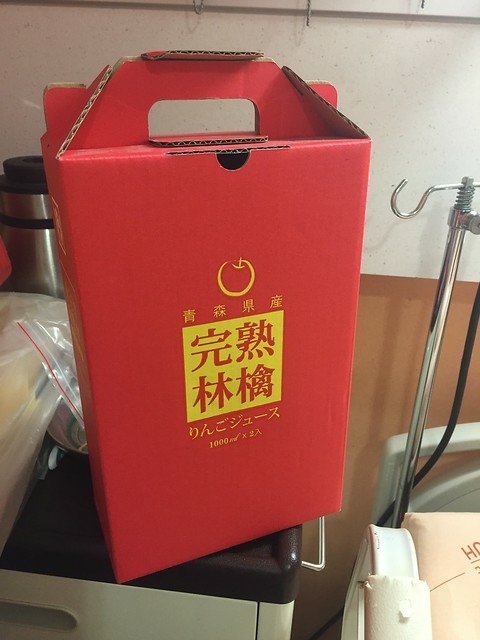 青森県産
完熟
林檎
りんごジュース
1000㎖×2入